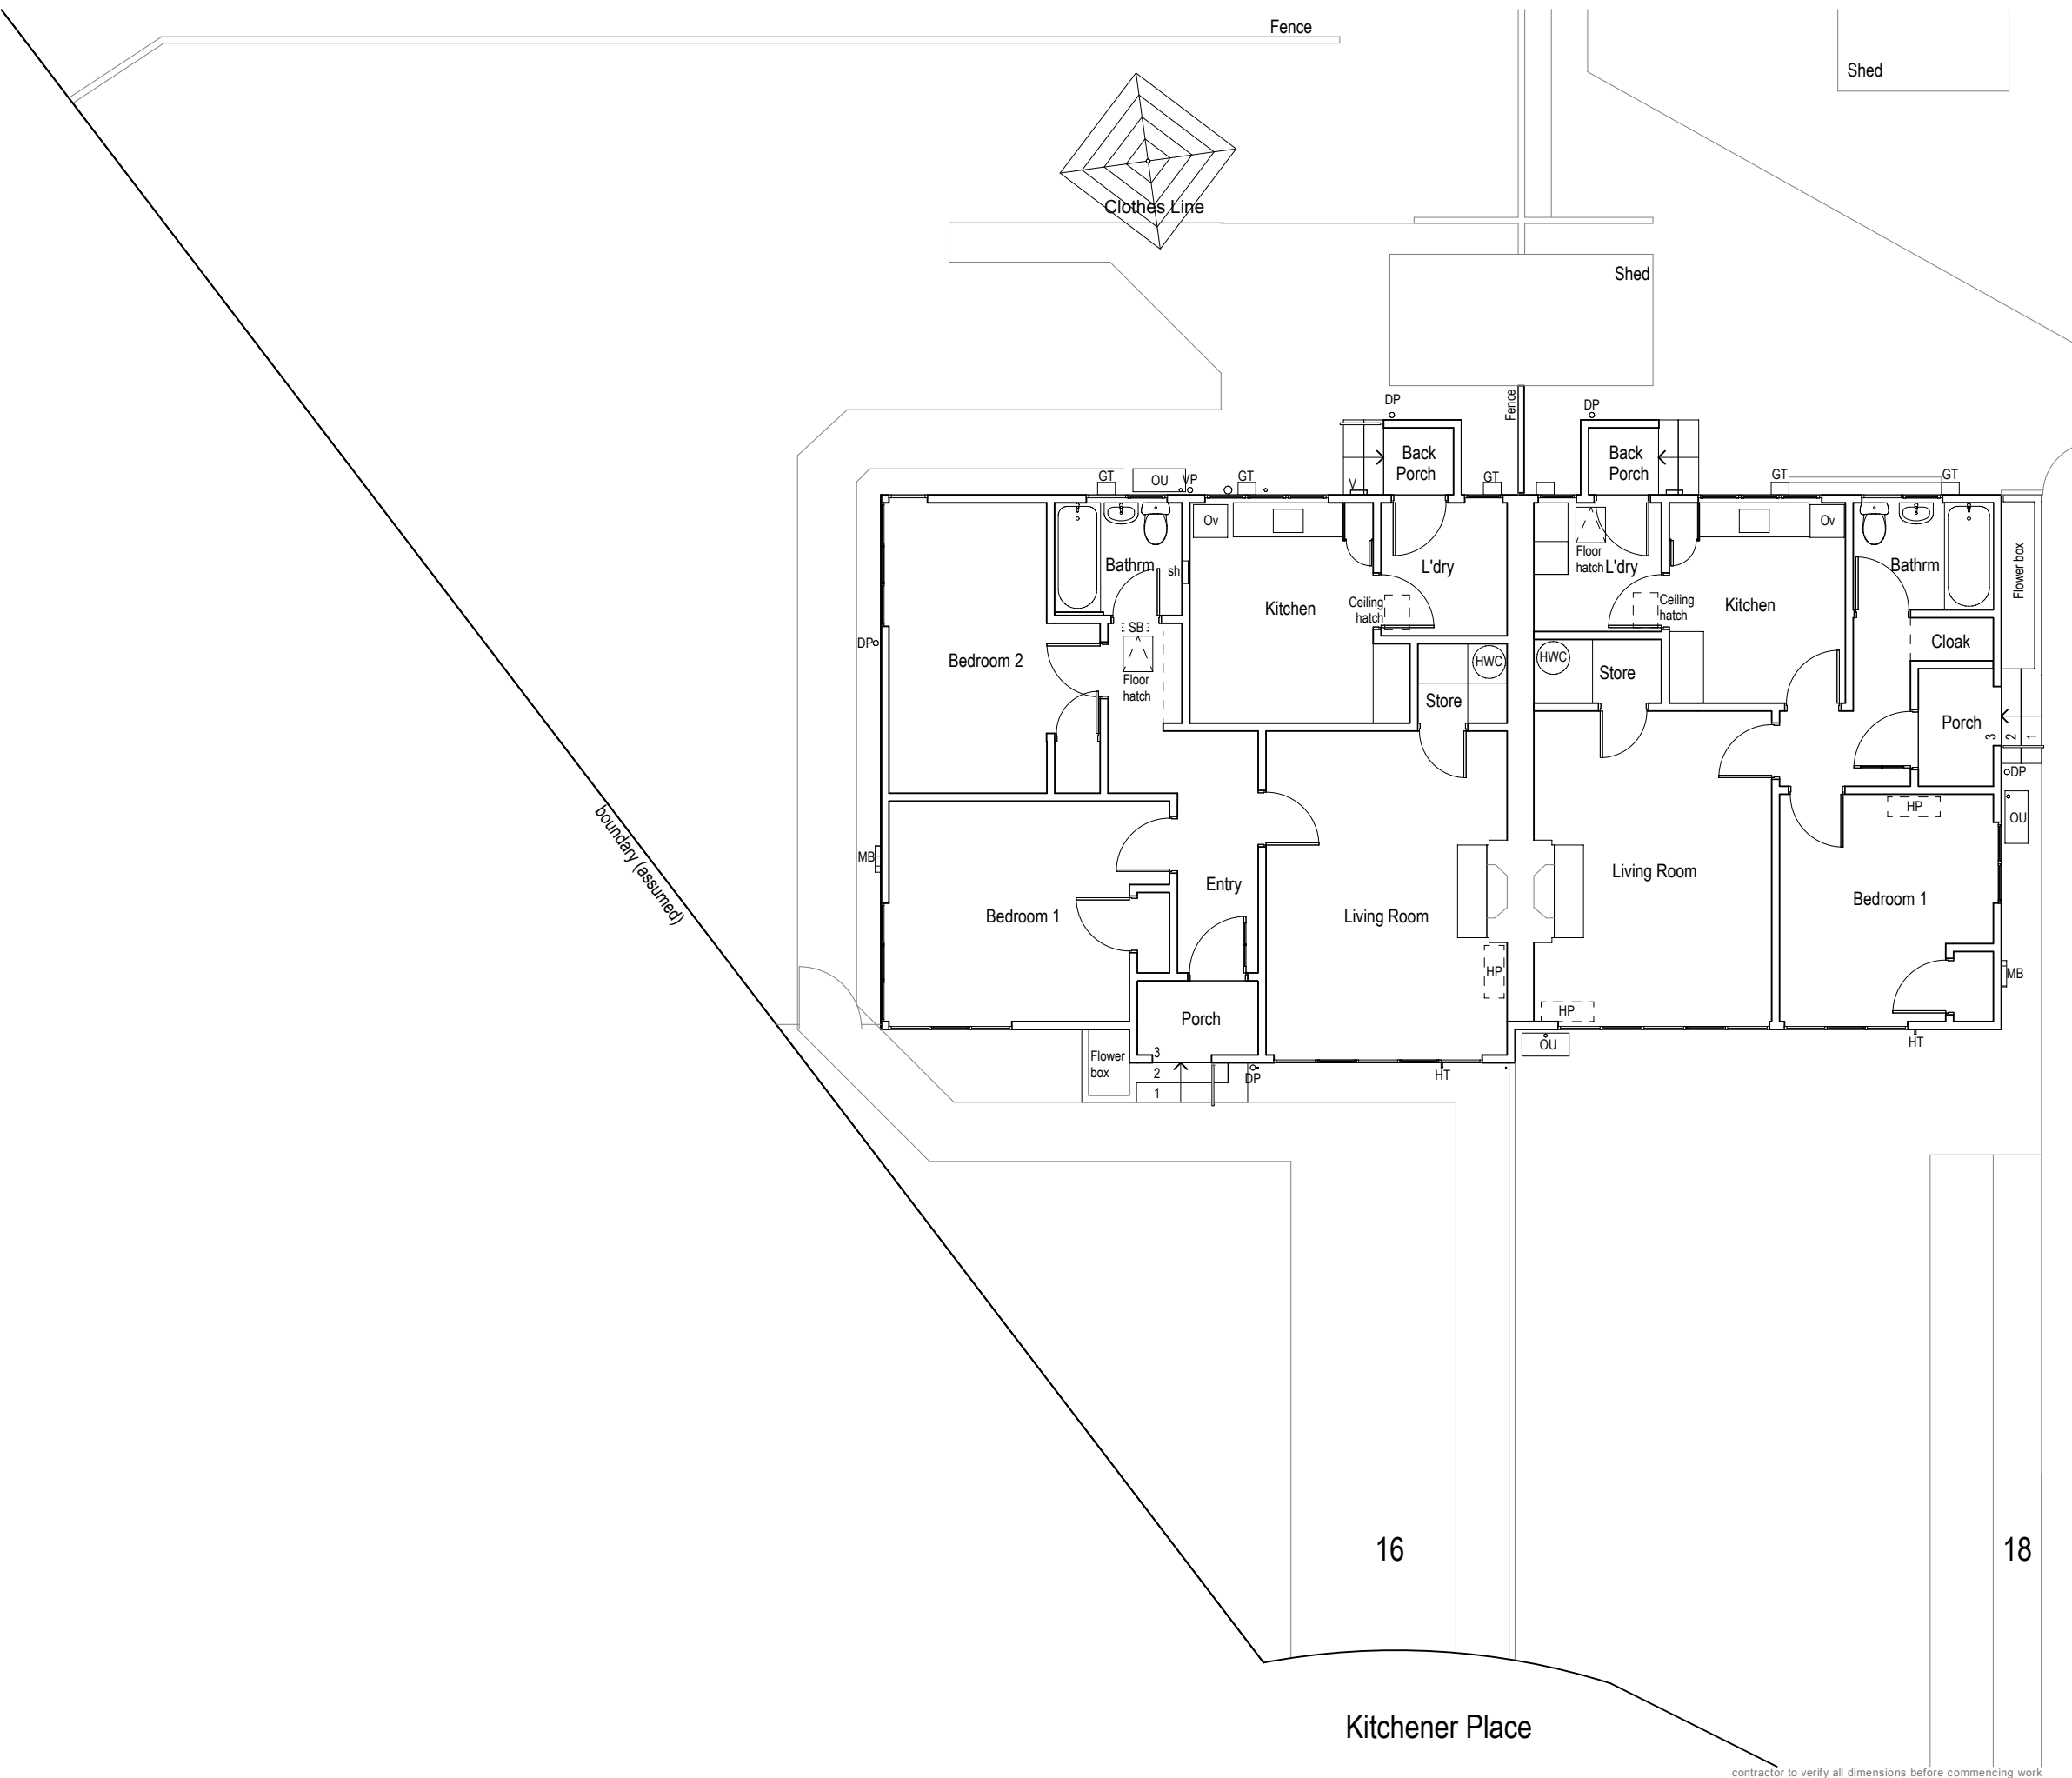 Fence
Shed
Clothes Line
Shed
DP
Fence
DP
Back
Porch
Back
Porch
GT
OU
VP
GT
V
GT
GT
GT
Ov
Ov
Bathrm
sh
L'dry
Floor
hatch
L'dry
Bathrm
Flower box
Kitchen
Ceiling
hatch
Ceiling
hatch
Kitchen
SB
DP
Bedroom 2
Floor
hatch
HWC
HWC
Store
Store
Cloak
Porch
3
2
1
DP
HP
OU
boundary (assumed)
MB
Entry
Living Room
Bedroom 1
Bedroom 1
Living Room
HP
MB
HP
Porch
OU
HT
Flower
box
3
2
1
DP
HT
16
18
Kitchener Place
contractor to verify all dimensions before commencing work